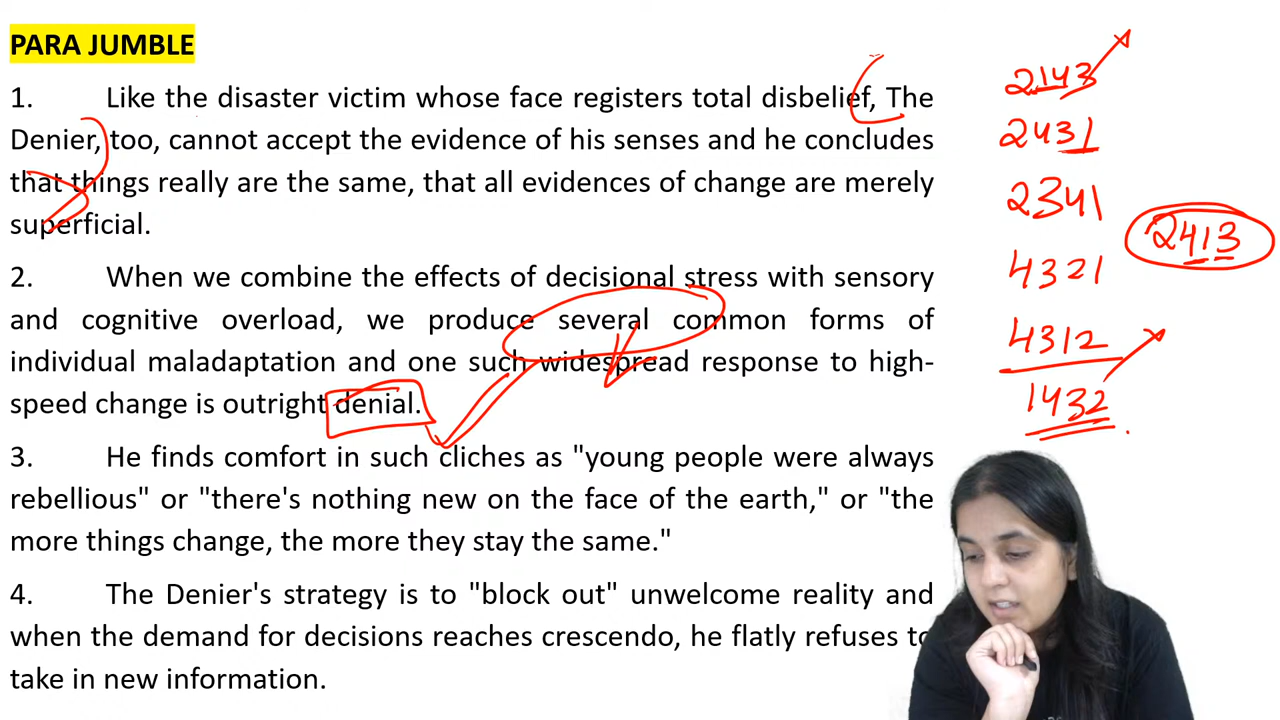 PARA JUMBLE
1. Like the disaster victim whose face registers total disbelief, The
Denier, too, cannot accept the evidence of his senses and he concludes
that things really are the same, that all evidences of change are merely
superficial.
2. When we combine the effects of decisional stress with sensory
and cognitive overload, we produce several common forms of
individual maladaptation and one such widespread response to high-
speed change is outright denial.
3. He finds comfort in such cliches as "young people were always
rebellious" or "there's nothing new on the face of the earth," or "the
more things change, the more they stay the same."
4. The Denier's strategy is to "block out" unwelcome reality and
when the demand for decisions reaches crescendo, he flatly refuses to
take in new information.
2143
2431
2341
4321
4312
1432
2413